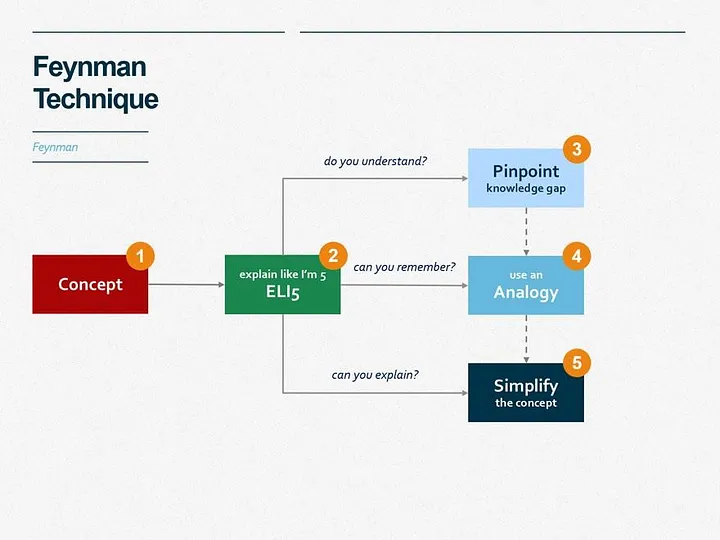 Feynman
Technique
Feynman
1
Concept
2
explain like I'm 5
ELI5
do you understand?
3
Pinpoint
knowledge gap
can you remember?
4
use an
Analogy
can you explain?
5
Simplify
the concept